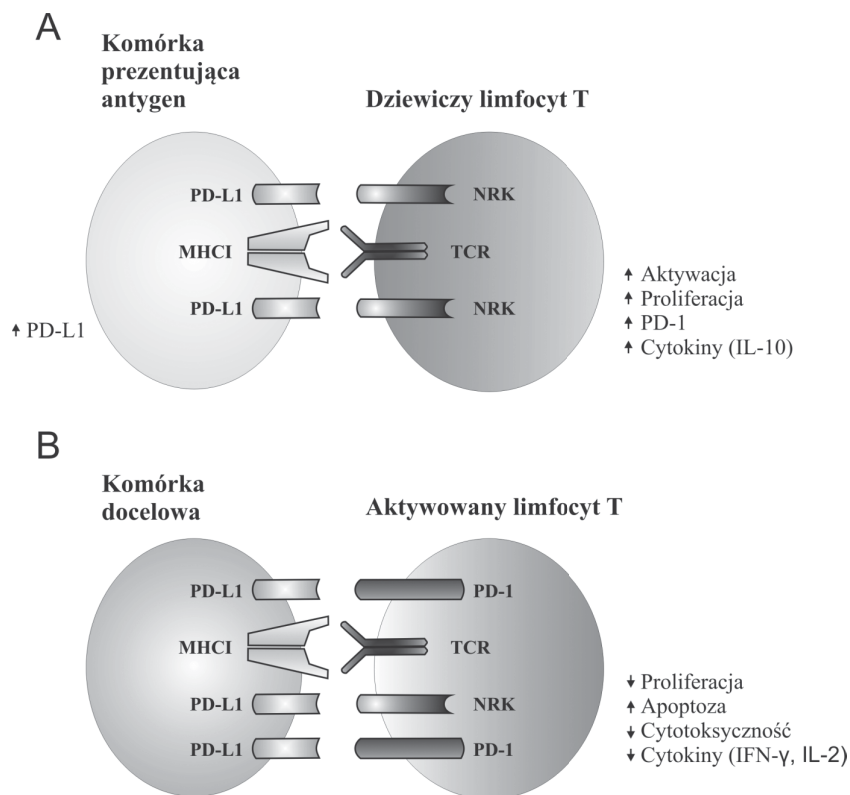 A
Komórka
prezentująca
antygen
Dziewiczy limfocyt T
PD-L1
NRK
MHCI
TCR
PD-L1
NRK
↑ PD-L1
↑ Aktywacja
↑ Proliferacja
↑ PD-1
↑ Cytokiny (IL-10)
B
Komórka
docelowa
Aktywowany limfocyt T
PD-L1
PD-1
MHCI
TCR
PD-L1
NRK
PD-L1
PD-1
↓ Proliferacja
↑ Apoptoza
↓ Cytotoksyczność
↓ Cytokiny (IFN-γ, IL-2)